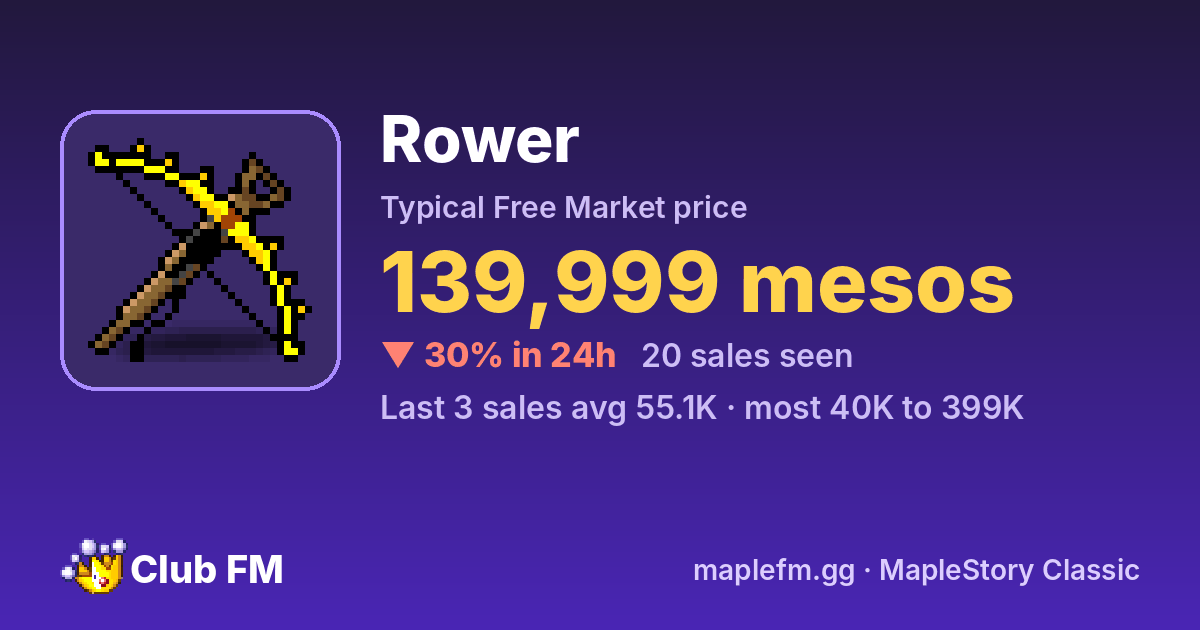 Rower
Typical Free Market price
139,999 mesos
▼ 30% in 24h 20 sales seen
Last 3 sales avg 55.1K · most 40K to 399K
Club FM
maplefm.gg · MapleStory Classic